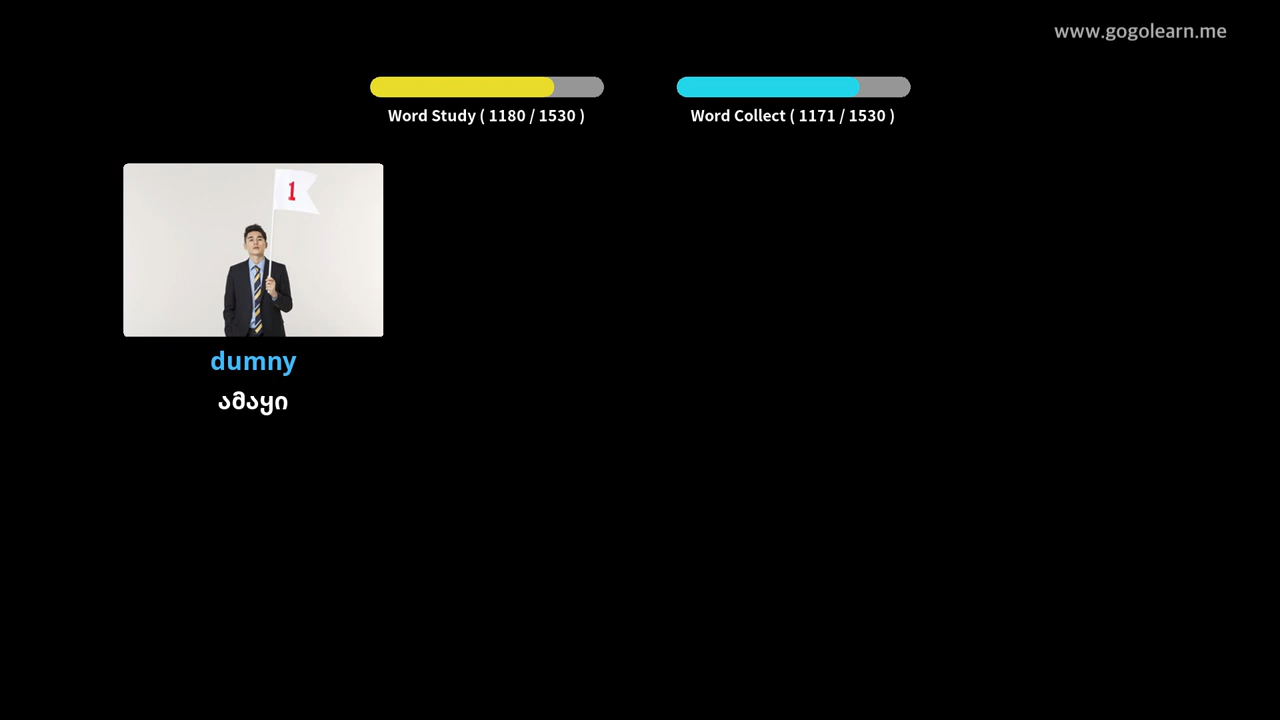 www.gogolearn.me
Word Study ( 1180 / 1530 )
Word Collect ( 1171 / 1530 )
1
dumny
ამაყი